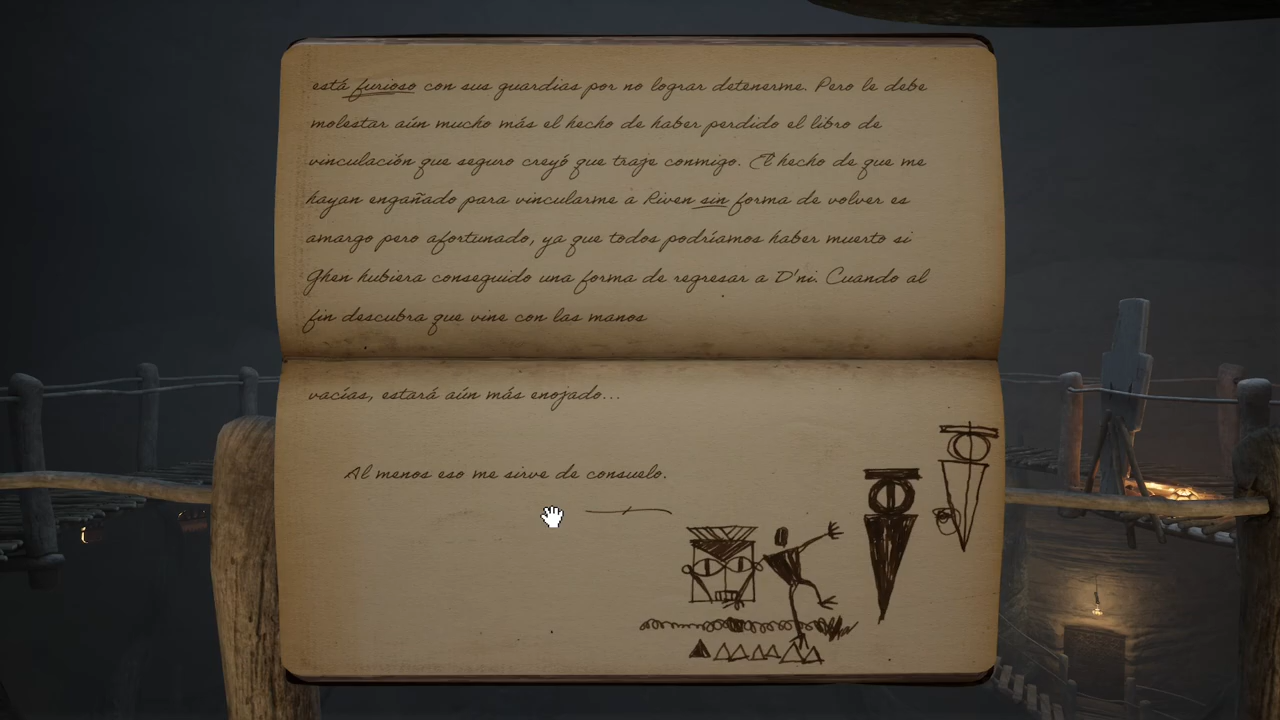 está furioso con sus guardias por no lograr detenerme. Pero le debe
molestar aún mucho más el hecho de haber perdido el libro de
vinculación que seguro creyó que traje conmigo. El hecho de que me
hayan engañado para vincularme a Riven sin forma de volver es
amargo pero afortunado, ya que todos podríamos haber muerto si
Ghen hubiera conseguido una forma de regresar a D'ni. Cuando al
fin descubra que vine con las manos
vacías, estará aún más enojado...
Al menos eso me sirve de consuelo.